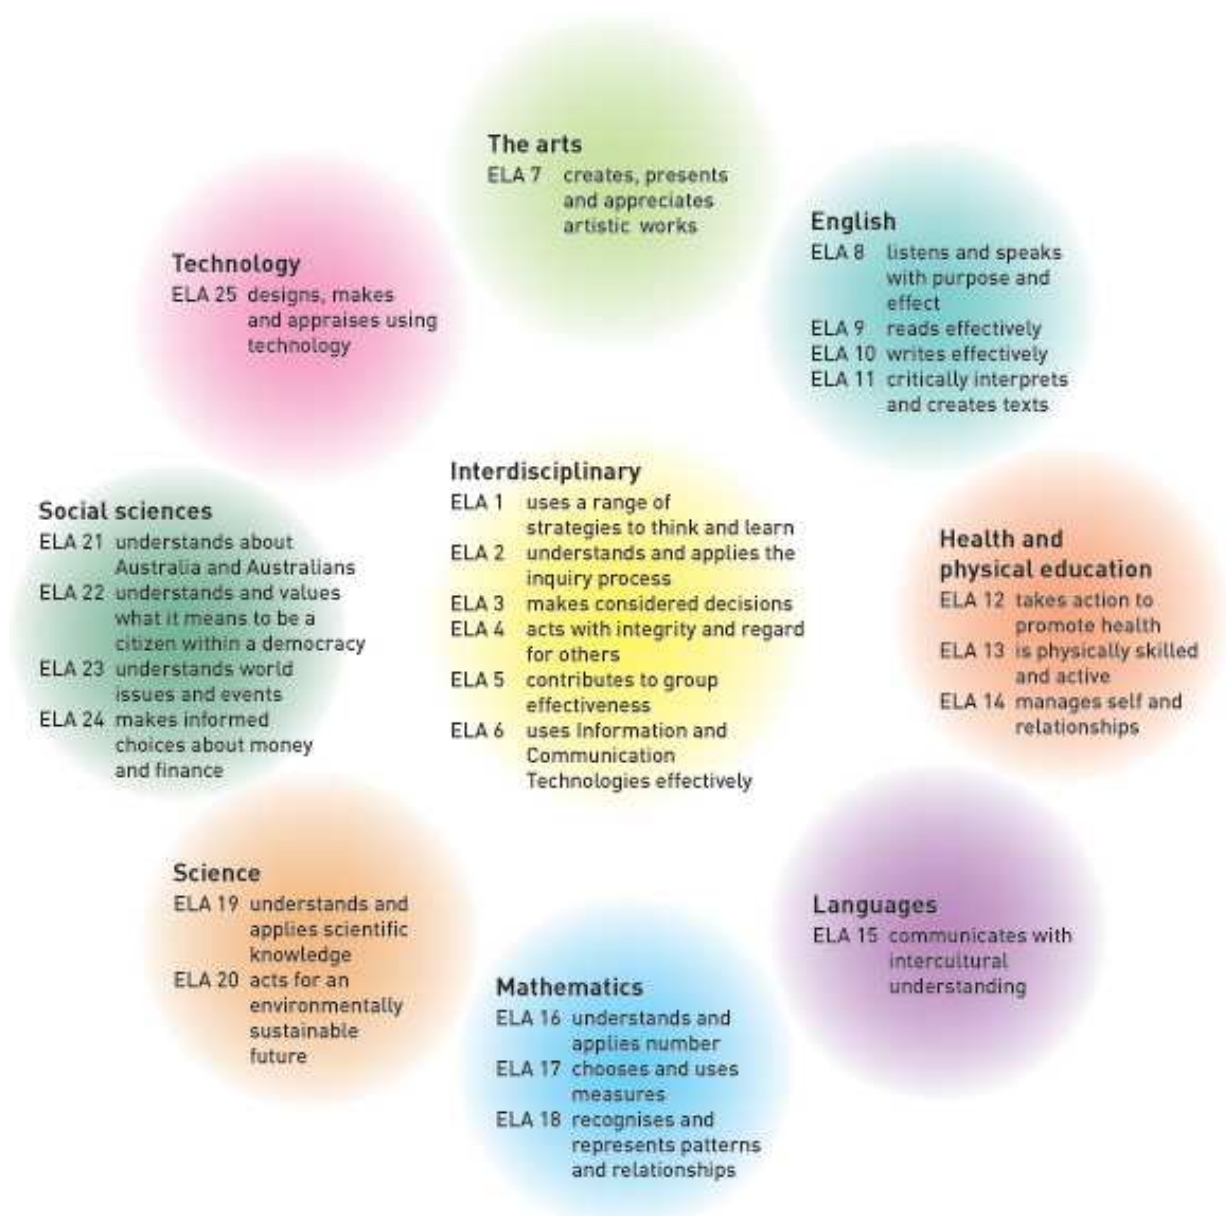 The arts
ELA 7 creates, presents
and appreciates
artistic works
English
ELA 8 listens and speaks
with purpose and
effect
ELA 9 reads effectively
ELA 10 writes effectively
ELA 11 critically interprets
and creates texts
Technology
ELA 25 designs, makes
and appraises using
technology
Interdisciplinary
ELA 1 uses a range of
strategies to think and learn
ELA 2 understands and applies the
inquiry process
ELA 3 makes considered decisions
ELA 4 acts with integrity and regard
for others
ELA 5 contributes to group
effectiveness
ELA 6 uses Information and
Communication
Technologies effectively
Social sciences
ELA 21 understands about
Australia and Australians
ELA 22 understands and values
what it means to be a
citizen within a democracy
ELA 23 understands world
issues and events
ELA 24 makes informed
choices about money
and finance
Health and
physical education
ELA 12 takes action to
promote health
ELA 13 is physically skilled
and active
ELA 14 manages self and
relationships
Science
ELA 19 understands and
applies scientific
knowledge
ELA 20 acts for an
environmentally
sustainable
future
Languages
ELA 15 communicates with
intercultural
understanding
Mathematics
ELA 16 understands and
applies number
ELA 17 chooses and uses
measures
ELA 18 recognises and
represents patterns
and relationships